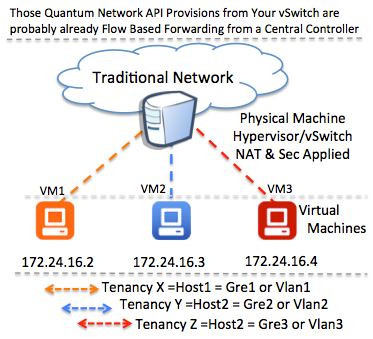 Those Quantum Network API Provisions from Your vSwitch are
probably already Flow Based Forwarding from a Central Controller
Traditional Network
Physical Machine
Hypervisor/vSwitch
NAT & Sec Applied
VM1
VM2
VM3
Virtual
Machines
172.24.16.2
172.24.16.3
172.24.16.4
Tenancy X =Host1 = Gre1 or Vlan1
Tenancy Y =Host2 = Gre2 or Vlan2
Tenancy Z =Host2 = Gre3 or Vlan3